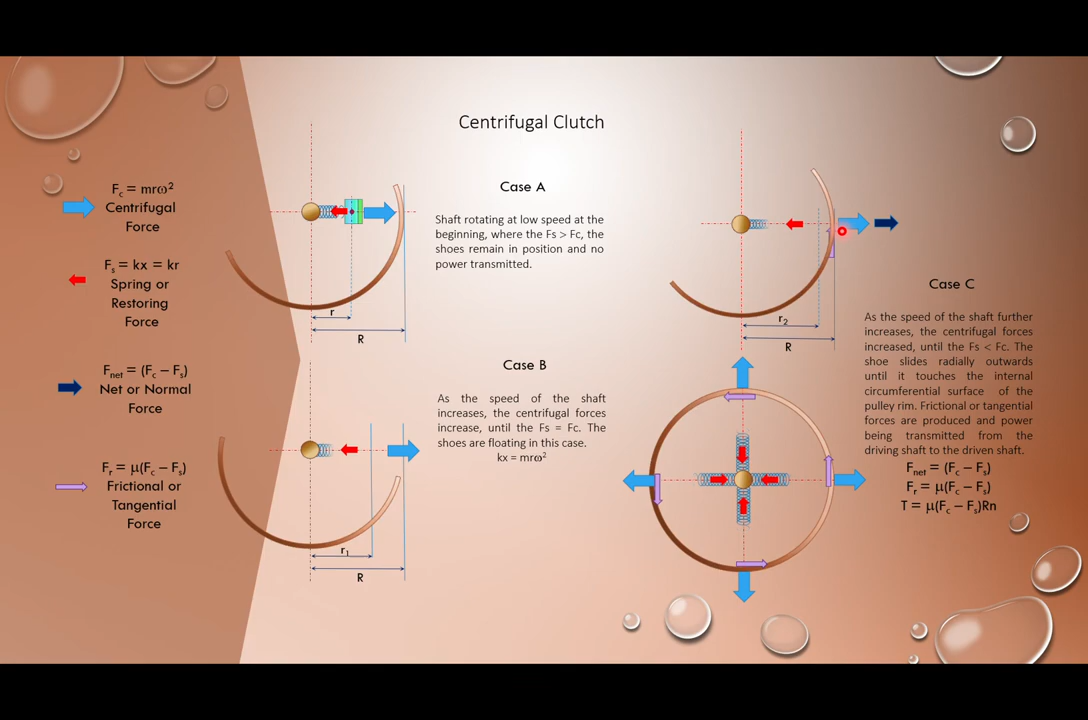 Centrifugal Clutch
F꜀ = mrω²
Centrifugal
Force
Fₛ = kx = kr
Spring or
Restoring
Force
Fₙₑₜ = (F꜀ – Fₛ)
Net or Normal
Force
Fᵣ = μ(F꜀ – Fₛ)
Frictional or
Tangential
Force
r
R
Case A
Shaft rotating at low speed at the
beginning, where the Fs > Fc, the
shoes remain in position and no
power transmitted.
r₁
R
Case B
As the speed of the shaft
increases, the centrifugal forces
increase, until the Fs = Fc. The
shoes are floating in this case.
kx = mrω²
r₂
R
Case C
As the speed of the shaft further
increases, the centrifugal forces
increased, until the Fs < Fc. The
shoe slides radially outwards
until it touches the internal
circumferential surface of the
pulley rim. Frictional or tangential
forces are produced and power
being transmitted from the
driving shaft to the driven shaft.
Fₙₑₜ = (F꜀ – Fₛ)
Fᵣ = μ(F꜀ – Fₛ)
T = μ(F꜀ – Fₛ)Rn